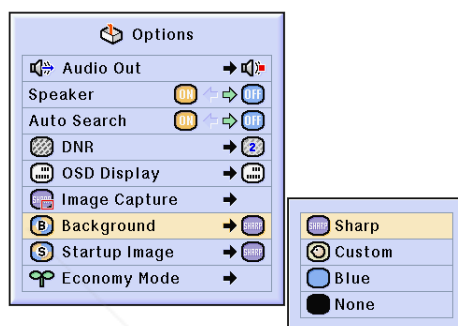 Options
Audio Out
Speaker ON OFF
Auto Search ON OFF
DNR 2
OSD Display
Image Capture SHARP
B Background SHARP
S Startup Image SHARP
Economy Mode
SHARP Sharp
Custom
Blue
None